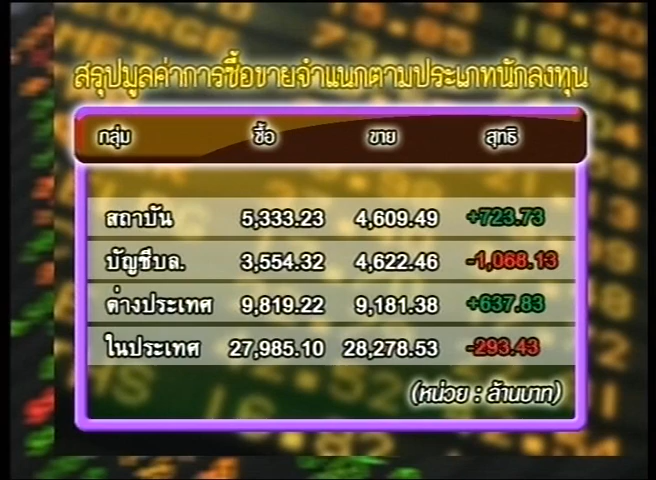 สรุปมูลค่าการซื้อขายจำแนกตามประเภทนักลงทุน
กลุ่ม ซื้อ ขาย สุทธิ
สถาบัน 5,333.23 4,609.49 +723.73
บัญชีบล. 3,554.32 4,622.46 -1,068.13
ต่างประเทศ 9,819.22 9,181.38 +637.83
ในประเทศ 27,985.10 28,278.53 -293.43
(หน่วย : ล้านบาท)